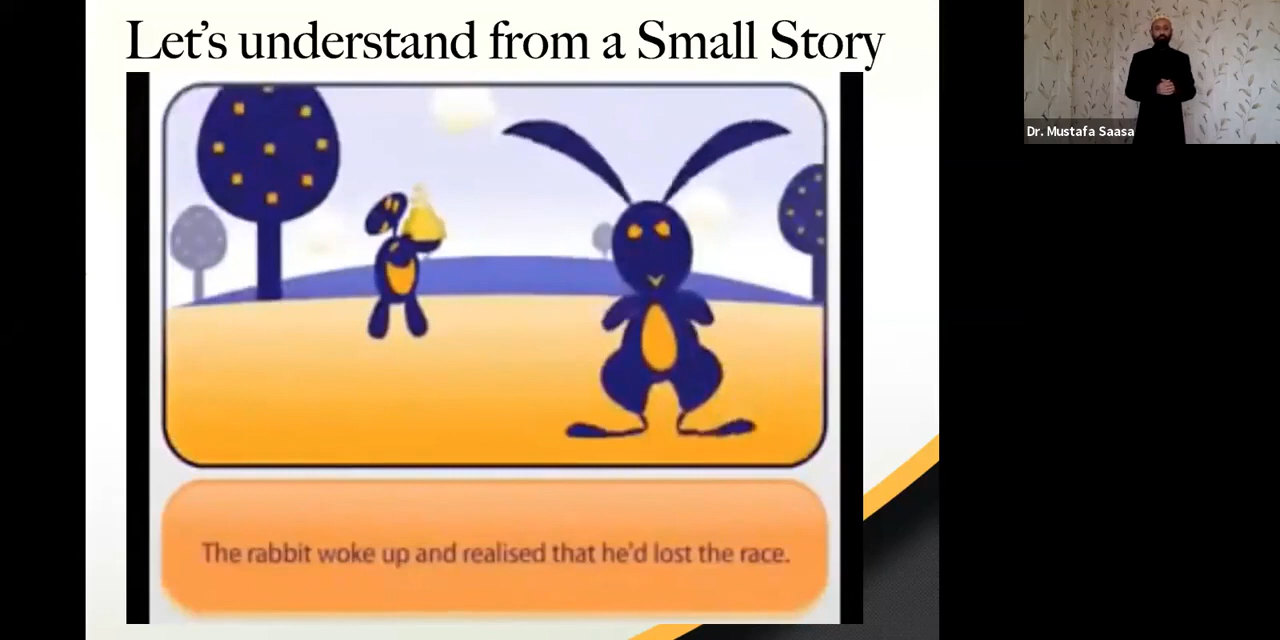 Let's understand from a Small Story
Dr. Mustafa Saasa
The rabbit woke up and realised that he'd lost the race.